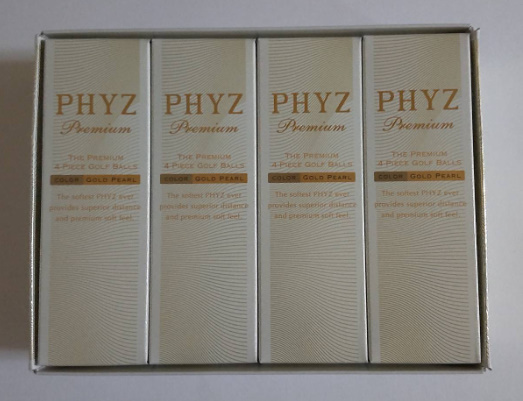 PHYZ
Premium
THE PREMIUM
4-PIECE GOLF BALLS
COLOR GOLD PEARL
The softest PHYZ ever
provides superior distance
and premium soft feel.
PHYZ
Premium
THE PREMIUM
4-PIECE GOLF BALLS
COLOR GOLD PEARL
The softest PHYZ ever
provides superior distance
and premium soft feel.
PHYZ
Premium
THE PREMIUM
4-PIECE GOLF BALLS
COLOR GOLD PEARL
The softest PHYZ ever
provides superior distance
and premium soft feel.
PHYZ
Premium
THE PREMIUM
4-PIECE GOLF BALLS
COLOR GOLD PEARL
The softest PHYZ ever
provides superior distance
and premium soft feel.